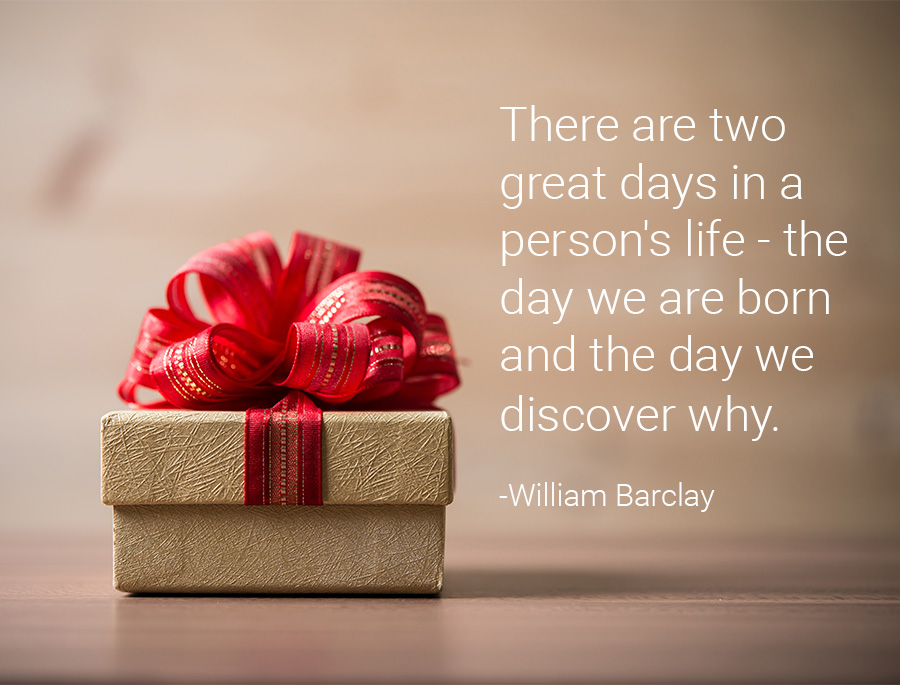 There are two
great days in a
person's life - the
day we are born
and the day we
discover why.
-William Barclay